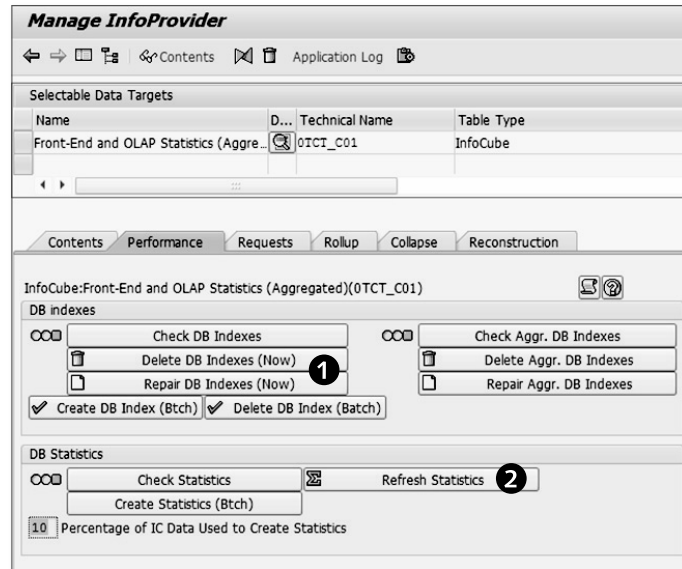 Manage InfoProvider
Contents Application Log
Selectable Data Targets
Name D... Technical Name Table Type
Front-End and OLAP Statistics (Aggre... 0TCT_C01 InfoCube
Contents Performance Requests Rollup Collapse Reconstruction
InfoCube:Front-End and OLAP Statistics (Aggregated)(0TCT_C01)
DB indexes
Check DB Indexes Check Aggr. DB Indexes
Delete DB Indexes (Now) Delete Aggr. DB Indexes
1
Repair DB Indexes (Now) Repair Aggr. DB Indexes
Create DB Index (Btch) Delete DB Index (Batch)
DB Statistics
Check Statistics Refresh Statistics 2
Create Statistics (Btch)
10 Percentage of IC Data Used to Create Statistics